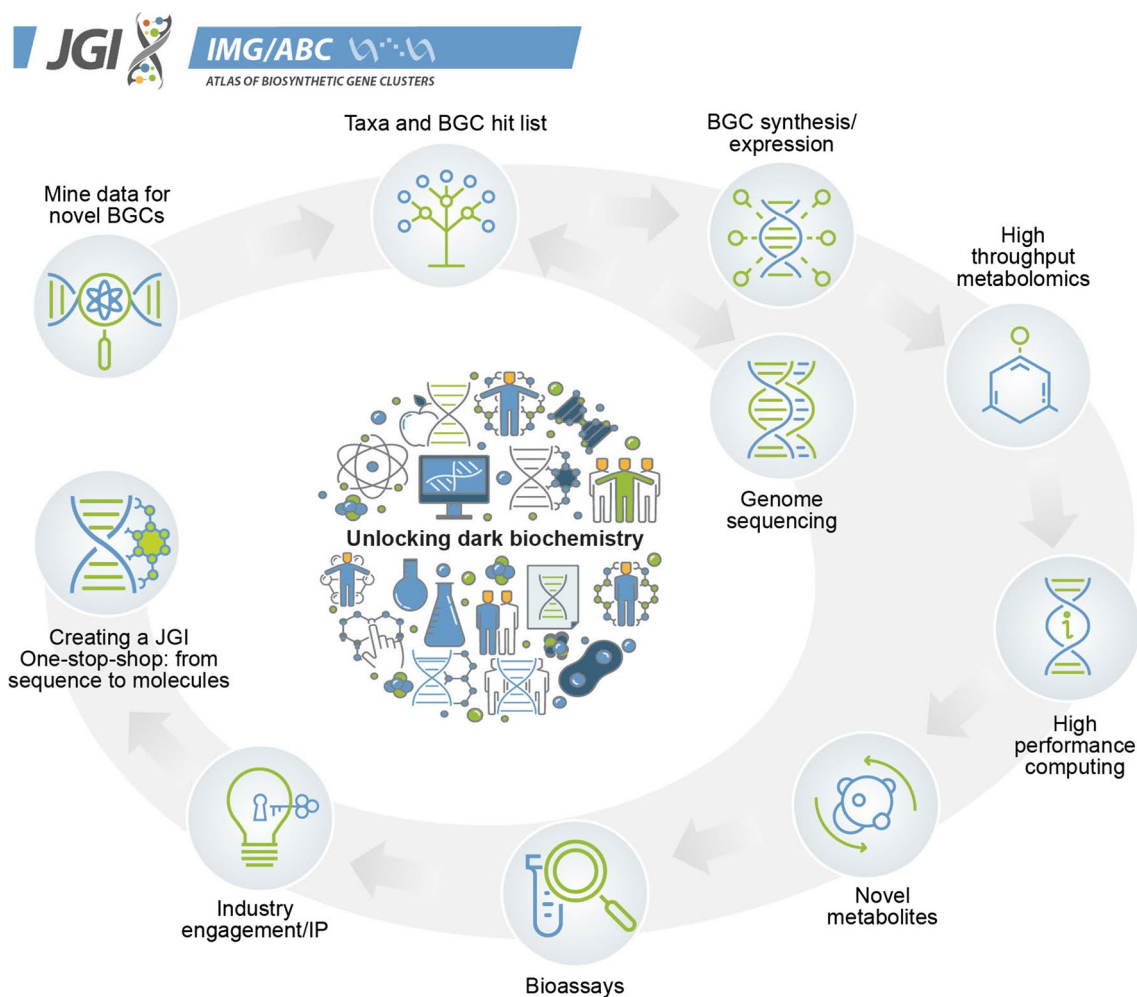 JGI
IMG/ABC
ATLAS OF BIOSYNTHETIC GENE CLUSTERS
Taxa and BGC hit list
BGC synthesis/
expression
Mine data for
novel BGCs
High
throughput
metabolomics
Genome
sequencing
Unlocking dark biochemistry
i
Creating a JGI
One-stop-shop: from
sequence to molecules
High
performance
computing
Novel
metabolites
Industry
engagement/IP
Bioassays